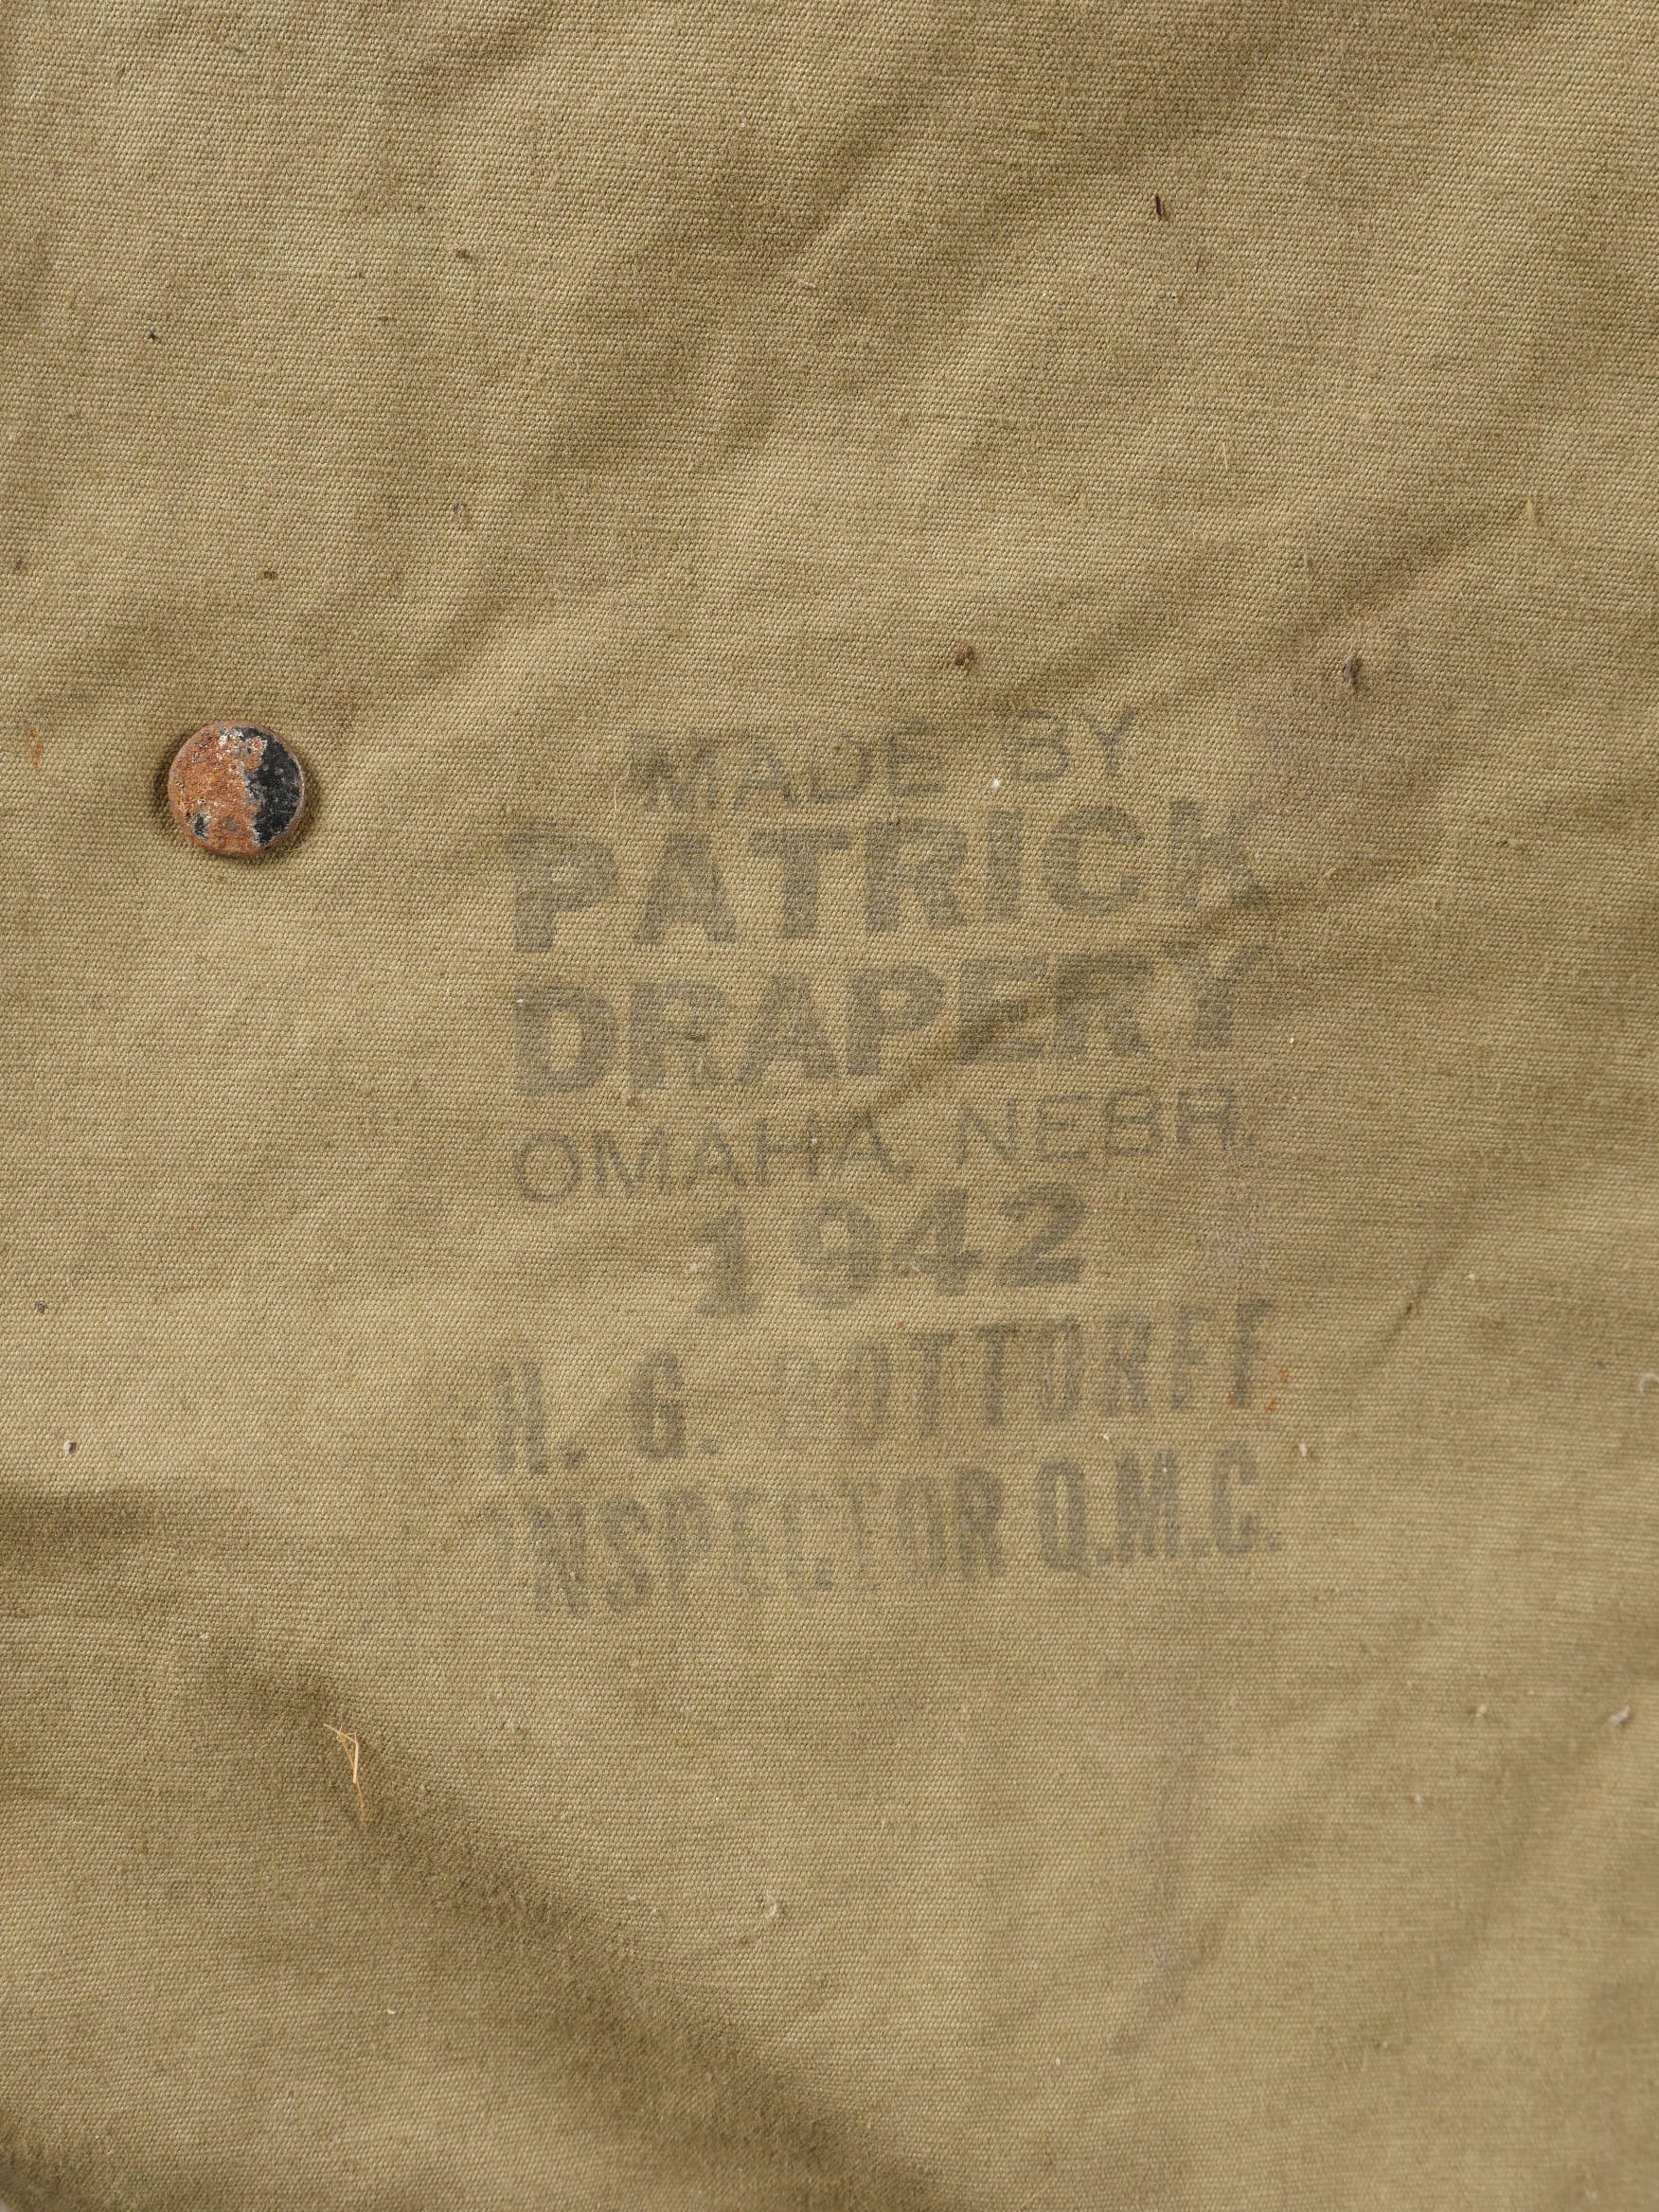 MADE BY
PATRICK
DRAPERY
OMAHA, NEBR.
1942
G.
INSPECTOR Q.M.C.